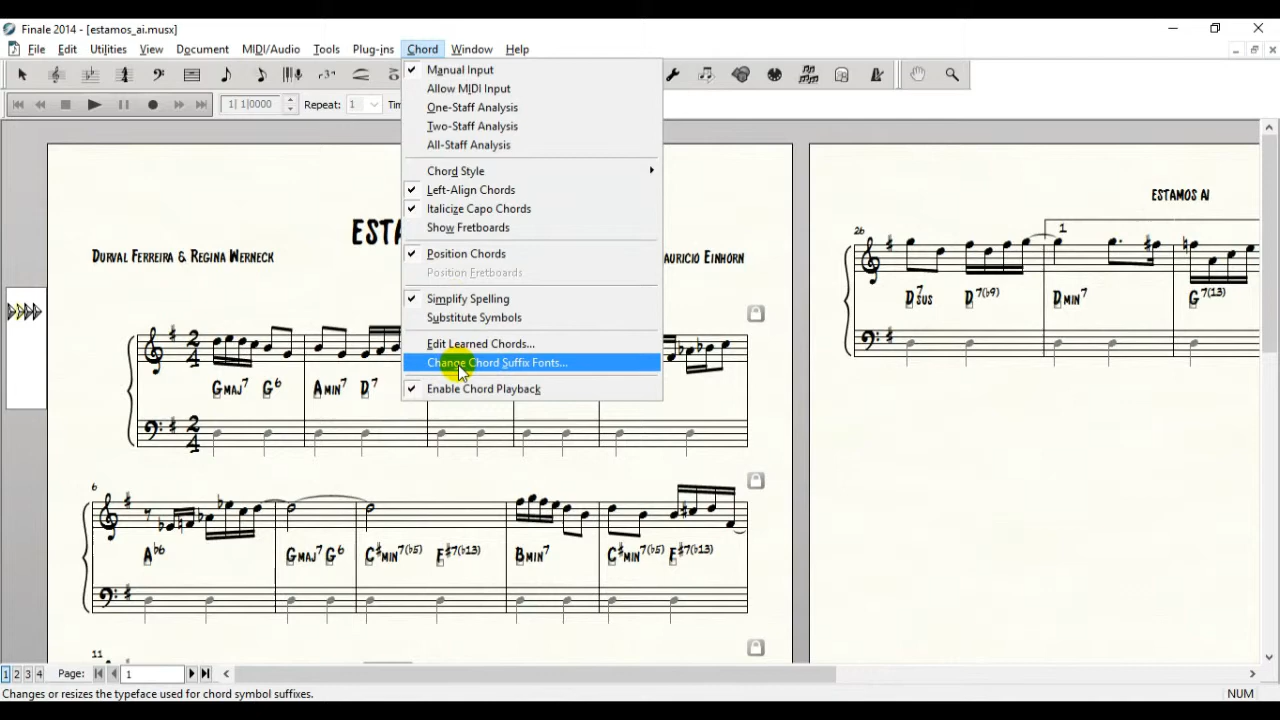 Finale 2014 - [estamos_ai.musx]
File Edit Utilities View Document MIDI/Audio Tools Plug-ins Chord Window Help
1| 1|0000 Repeat: 1
Manual Input
Allow MIDI Input
One-Staff Analysis
Two-Staff Analysis
All-Staff Analysis
Chord Style
Left-Align Chords
Italicize Capo Chords
Show Fretboards
Position Chords
Position Fretboards
Simplify Spelling
Substitute Symbols
Edit Learned Chords...
Change Chord Suffix Fonts...
Enable Chord Playback
DURVAL FERREIRA & REGINA WERNECK
AURICIO EINHORN
GMAJ7 G6 AMIN7 D7
6
Ab6 GMAJ7 G6 C#MIN7(b5) F#7(b13) BMIN7 C#MIN7(b5) F#7(b13)
11
ESTAMOS AI
26 1
D7SUS D7(b9) DMIN7 G7(13)
1 2 3 4 Page: 1
Changes or resizes the typeface used for chord symbol suffixes. NUM